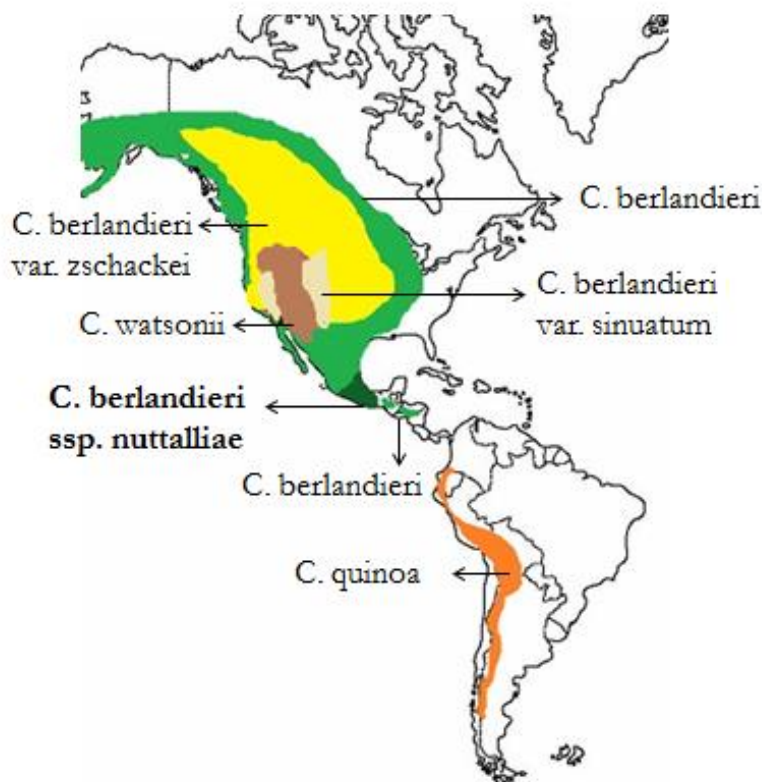 C. berlandieri
C. berlandieri
var. zschackei
C. berlandieri
var. sinuatum
C. watsonii
C. berlandieri
ssp. nuttalliae
C. berlandieri
C. quinoa